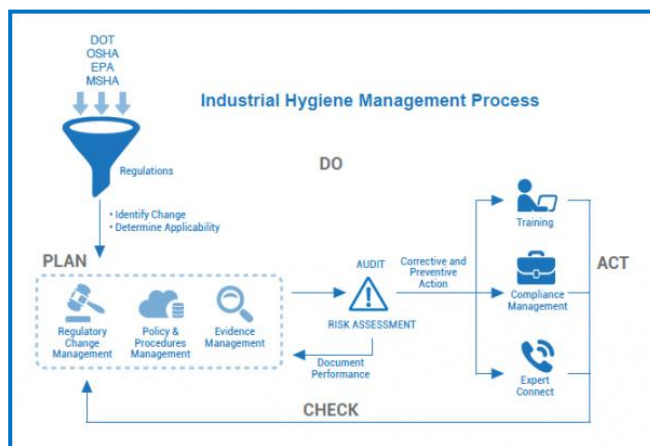 DOT
OSHA
EPA
MSHA
Industrial Hygiene Management Process
Regulations
DO
• Identify Change
• Determine Applicability
PLAN
Regulatory
Change
Management
Policy &
Procedures
Management
Evidence
Management
AUDIT
RISK ASSESSMENT
Corrective and
Preventive
Action
Document
Performance
Training
Compliance
Management
Expert
Connect
ACT
CHECK